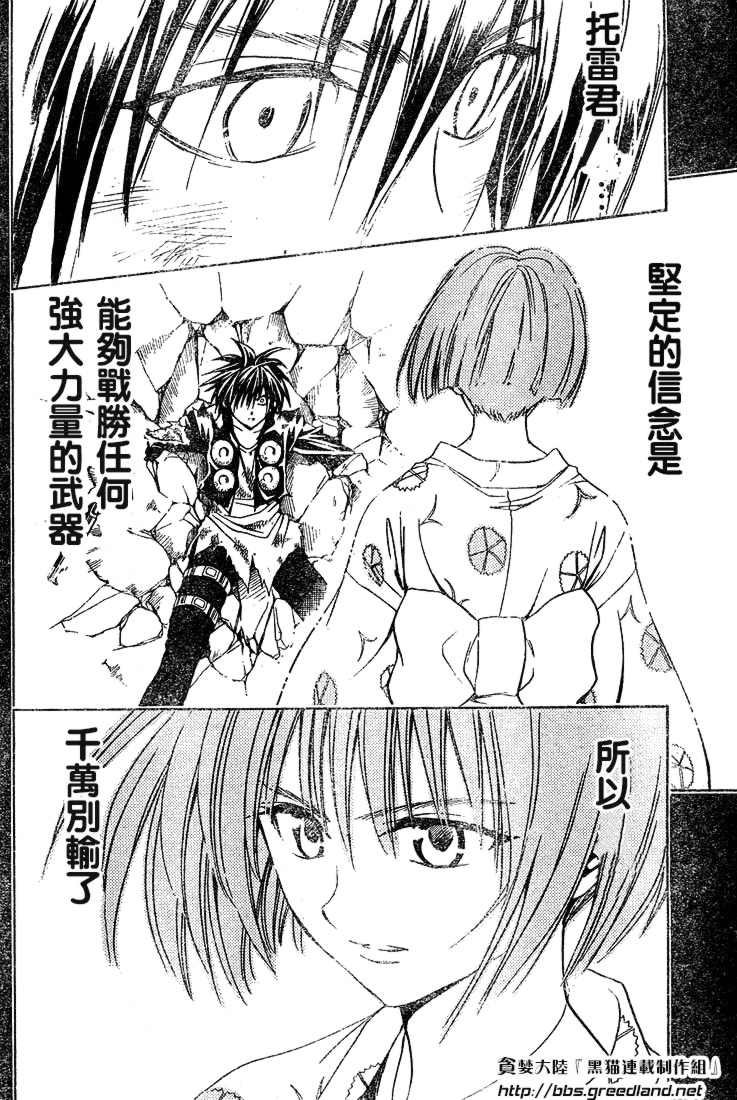 托雷君
……
堅定的信念是
能夠戰勝任何
強大力量的武器
所以
千萬別輸了
貪婪大陸『黑猫連載制作組』
http://bbs.greedland.net/